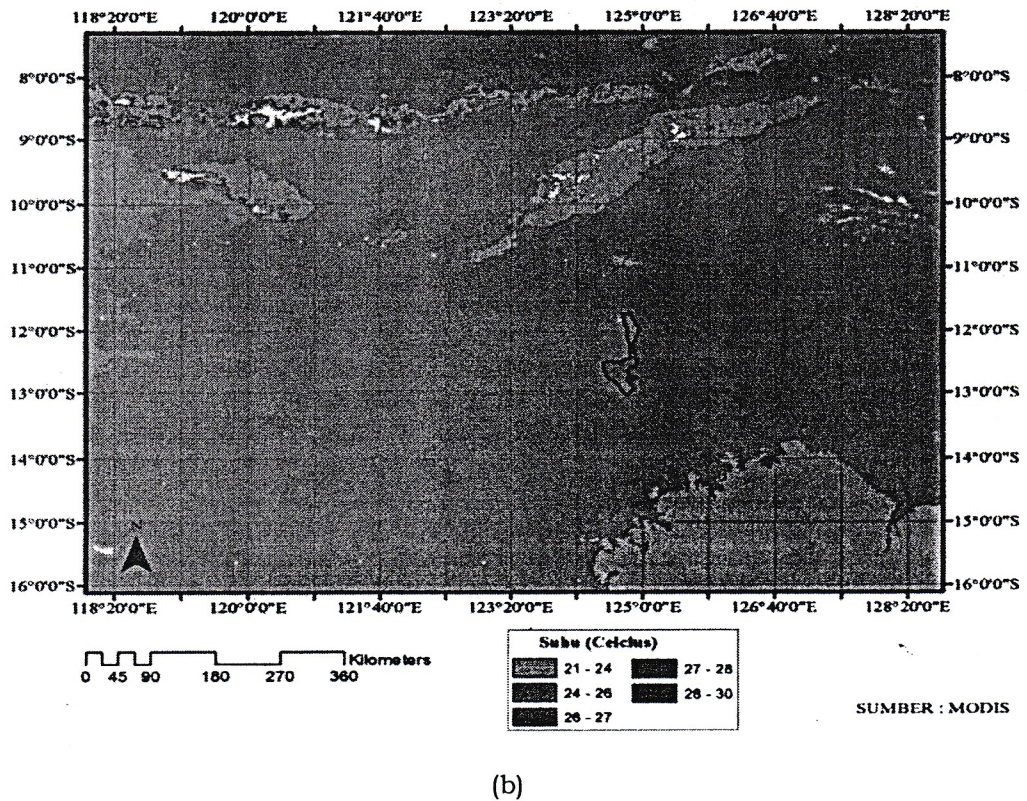 118°20'0"E 120°0'0"E 121°40'0"E 123°20'0"E 125°0'0"E 126°40'0"E 128°20'0"E
8°0'0"S 8°0'0"S
9°0'0"S 9°0'0"S
10°0'0"S 10°0'0"S
11°0'0"S 11°0'0"S
12°0'0"S 12°0'0"S
13°0'0"S 13°0'0"S
14°0'0"S 14°0'0"S
15°0'0"S 15°0'0"S
N
16°0'0"S 16°0'0"S
118°20'0"E 120°0'0"E 121°40'0"E 123°20'0"E 125°0'0"E 126°40'0"E 128°20'0"E
Suhu (Celcius)
Kilometers
21 - 24 27 - 28
0 45 90 180 270 360
24 - 26 28 - 30
26 - 27
SUMBER : MODIS
(b)